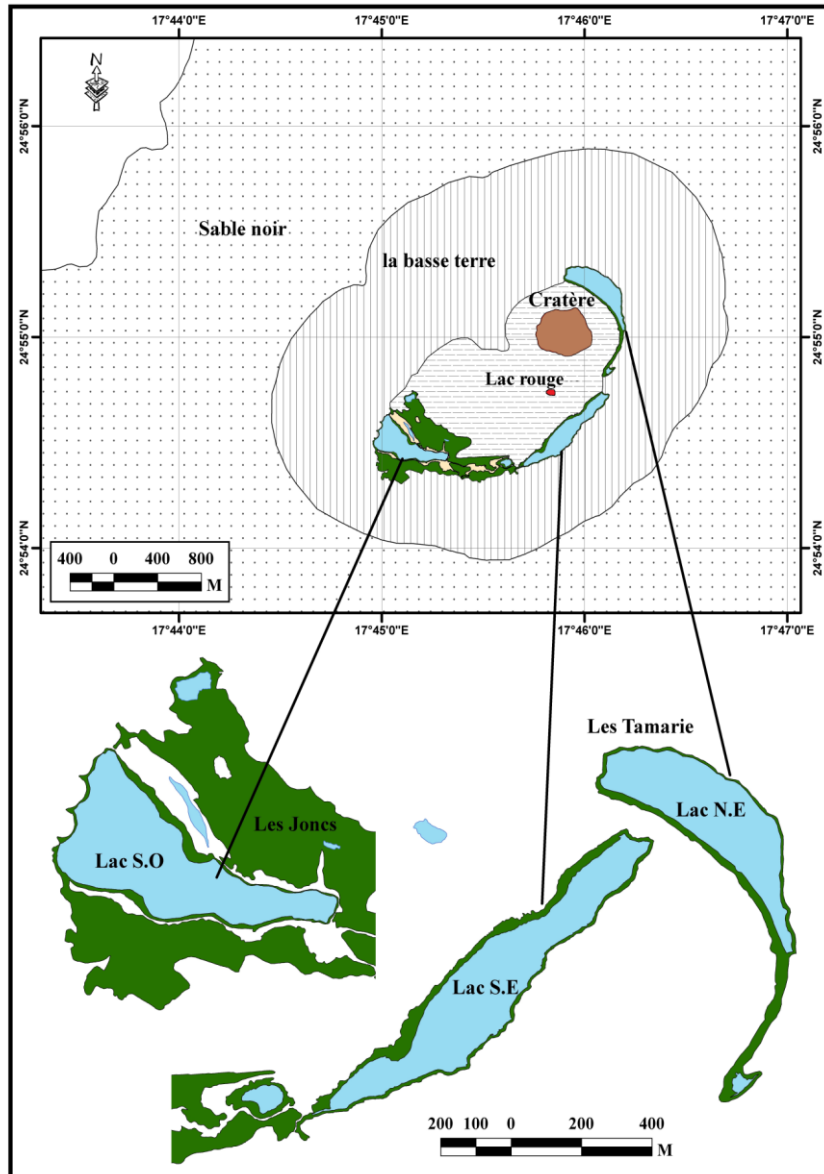 17°44'0"E 17°45'0"E 17°46'0"E 17°47'0"E
N
24°56'0"N 24°56'0"N
Sable noir
la basse terre
Cratère
24°55'0"N 24°55'0"N
Lac rouge
24°54'0"N 24°54'0"N
400 0 400 800
M
17°44'0"E 17°45'0"E 17°46'0"E 17°47'0"E
Les Tamarie
Lac N.E
Les Joncs
Lac S.O
Lac S.E
200 100 0 200 400
M